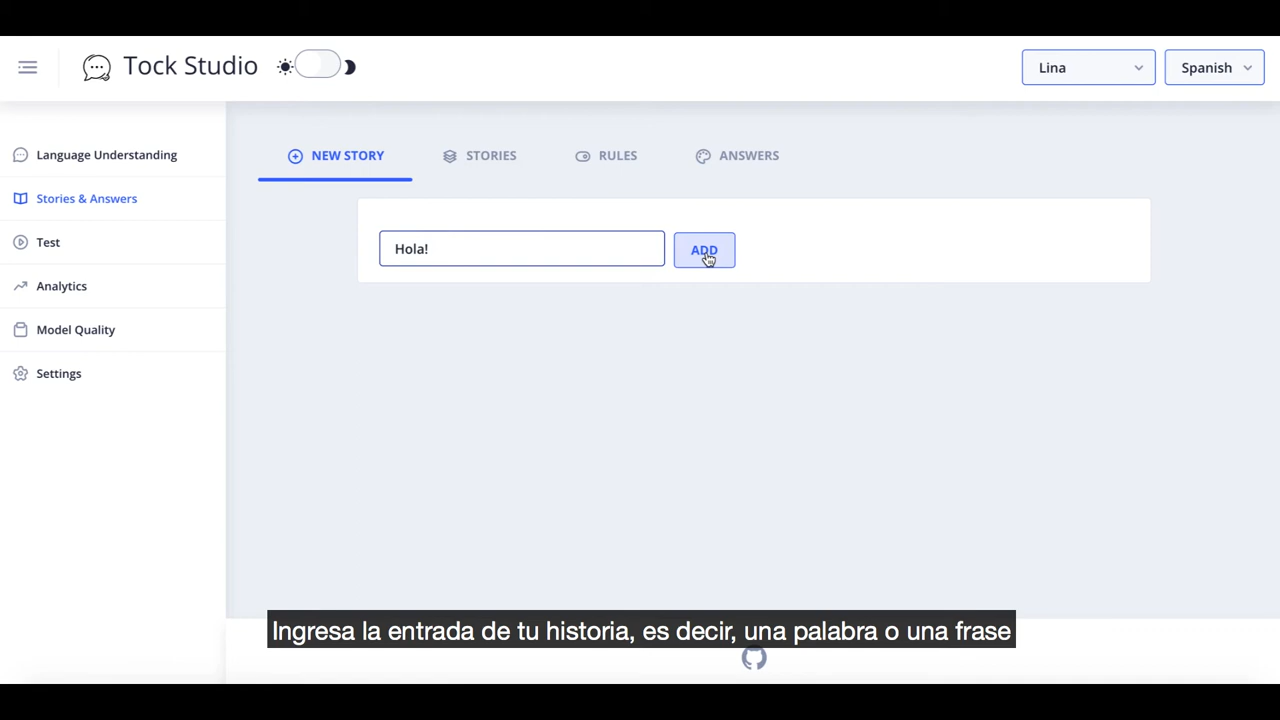 Tock Studio
Lina
Spanish
Language Understanding
Stories & Answers
Test
Analytics
Model Quality
Settings
NEW STORY
STORIES
RULES
ANSWERS
Hola!
ADD
Ingresa la entrada de tu historia, es decir, una palabra o una frase